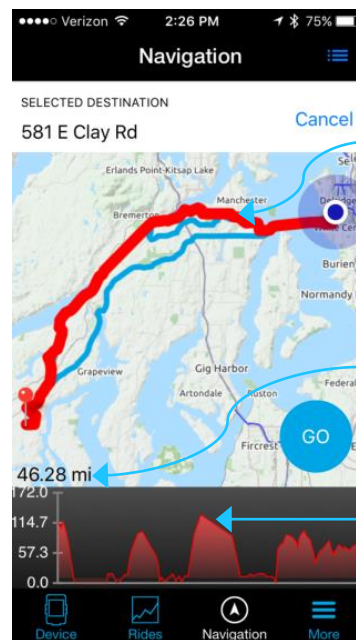 Verizon 2:26 PM 75%
Navigation
SELECTED DESTINATION
581 E Clay Rd
Cancel
Erlands Point-Kitsap Lake
Manchester
Bremerton
Burien
Normandy
Grapeview
Gig Harbor
Artondale Ruston
Federal
Fircrest
GO
46.28 mi
172.0
114.7
57.3
0.0
Device Rides Navigation More